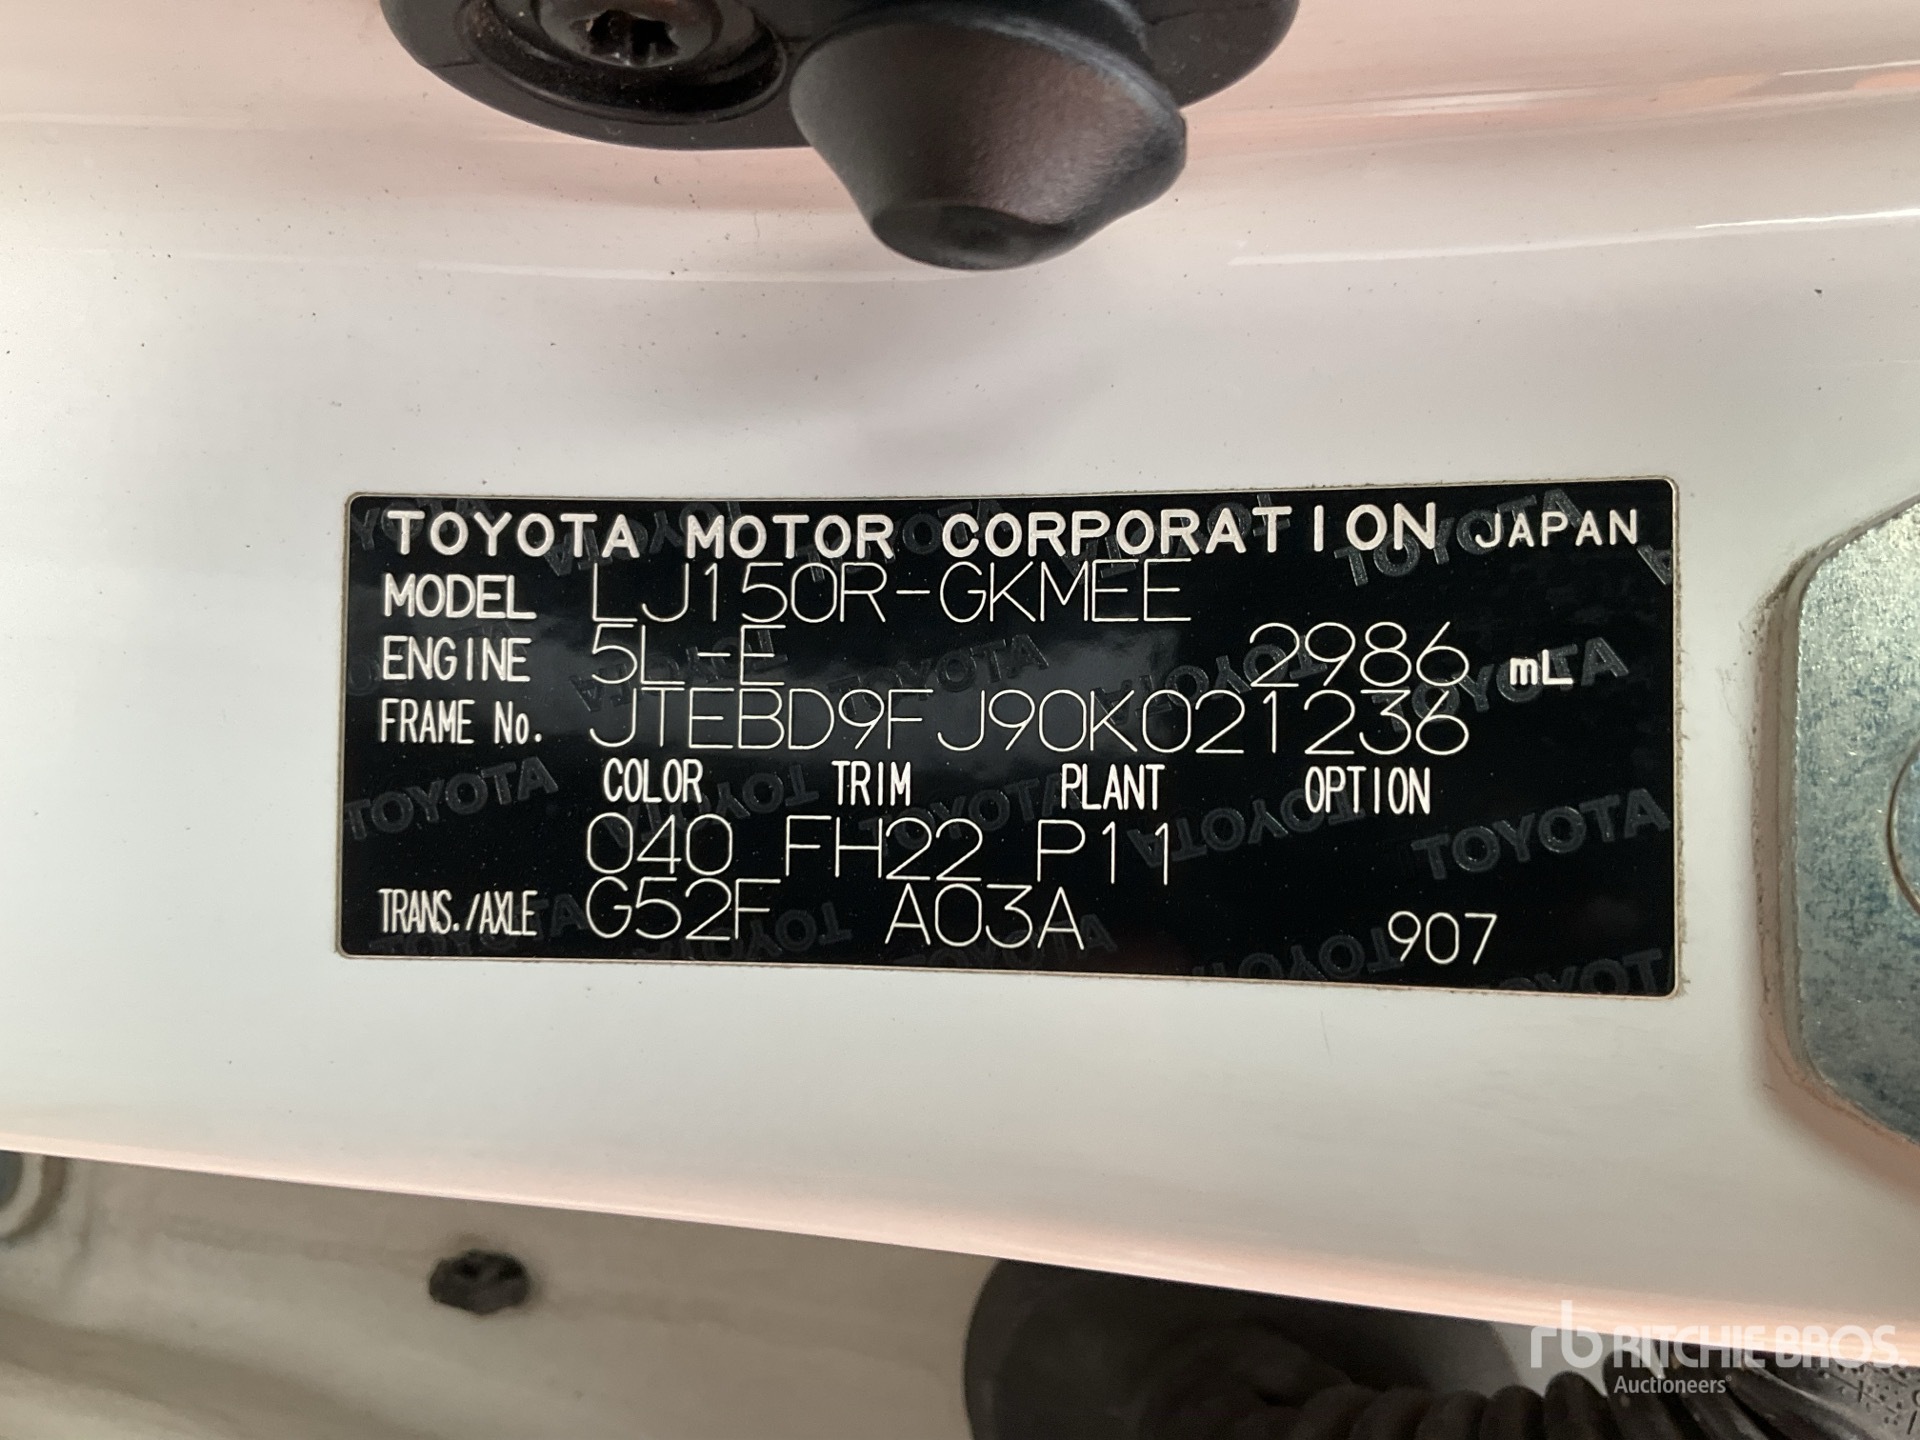 TOYOTA MOTOR CORPORATION JAPAN
MODEL LJ150R-GKMEE
ENGINE 5L-E 2986 mL
FRAME No. JTEBD9FJ90K021236
COLOR TRIM PLANT OPTION
040 FH22 P11
TRANS./AXLE G52F A03A 907
rb RITCHIE BROS.
Auctioneers